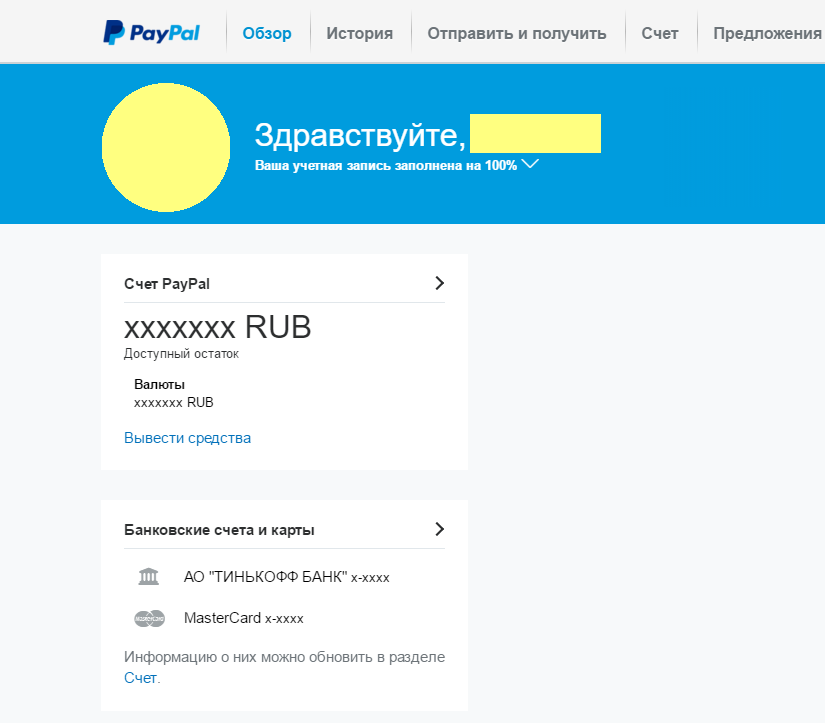 PayPal Обзор История Отправить и получить Счет Предложения
Здравствуйте,
Ваша учетная запись заполнена на 100%
Счет PayPal
xxxxxxx RUB
Доступный остаток
Валюты
xxxxxxx RUB
Вывести средства
Банковские счета и карты
АО "ТИНЬКОФФ БАНК" x-xxxx
MasterCard MasterCard x-xxxx
Информацию о них можно обновить в разделе
Счет.